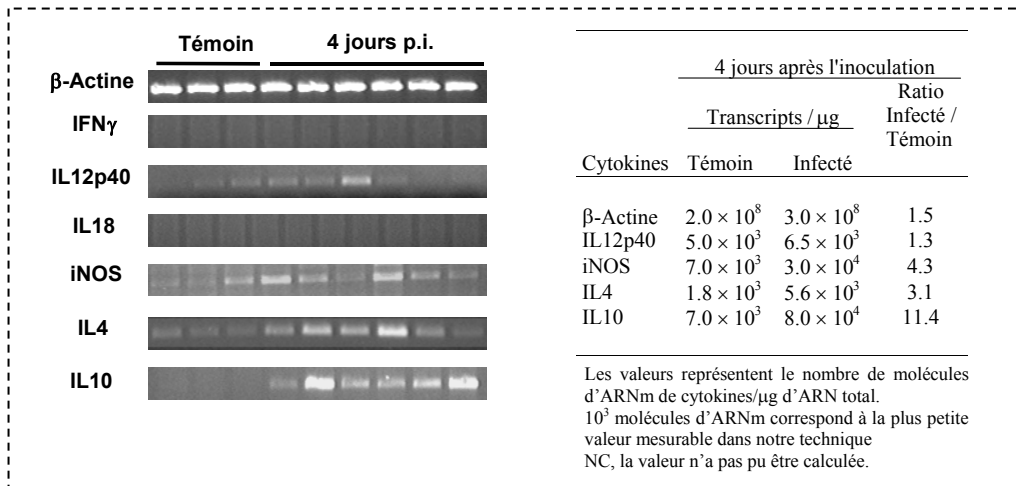 Témoin 4 jours p.i.
β-Actine
IFNγ
IL12p40
IL18
iNOS
IL4
IL10
4 jours après l'inoculation
Transcripts / µg
Ratio
Infecté /
Témoin
Cytokines Témoin Infecté
β-Actine 2.0 × 10⁸ 3.0 × 10⁸ 1.5
IL12p40 5.0 × 10³ 6.5 × 10³ 1.3
iNOS 7.0 × 10³ 3.0 × 10⁴ 4.3
IL4 1.8 × 10³ 5.6 × 10³ 3.1
IL10 7.0 × 10³ 8.0 × 10⁴ 11.4
Les valeurs représentent le nombre de molécules
d'ARNm de cytokines/µg d'ARN total.
10³ molécules d'ARNm correspond à la plus petite
valeur mesurable dans notre technique
NC, la valeur n'a pas pu être calculée.